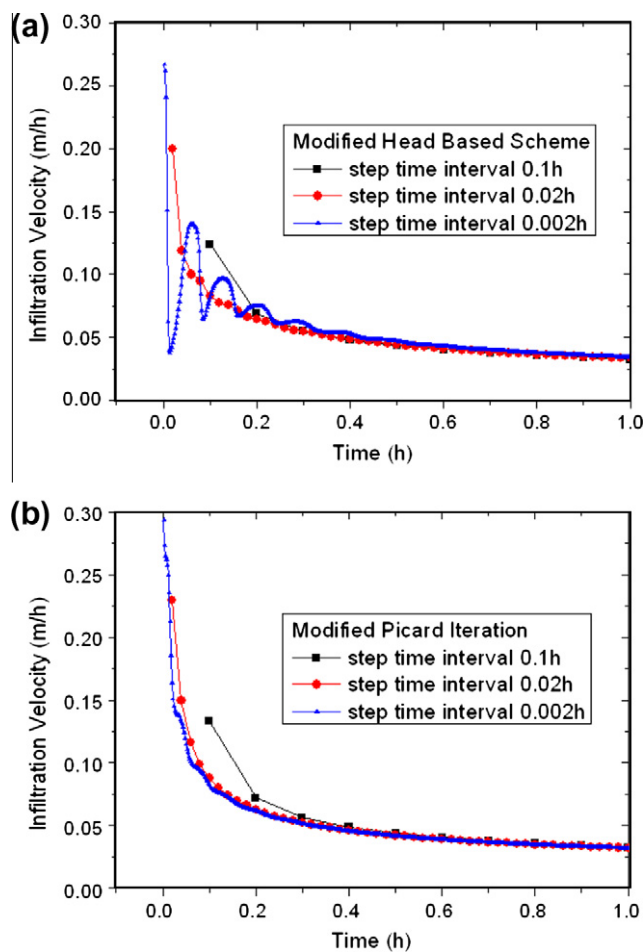 (a)
0.30
0.25
0.20
0.15
0.10
0.05
0.00
Infiltration Velocity (m/h)
Modified Head Based Scheme
step time interval 0.1h
step time interval 0.02h
step time interval 0.002h
0.0 0.2 0.4 0.6 0.8 1.0
Time (h)
(b)
0.30
0.25
0.20
0.15
0.10
0.05
0.00
Infiltration Velocity (m/h)
Modified Picard Iteration
step time interval 0.1h
step time interval 0.02h
step time interval 0.002h
0.0 0.2 0.4 0.6 0.8 1.0
Time (h)